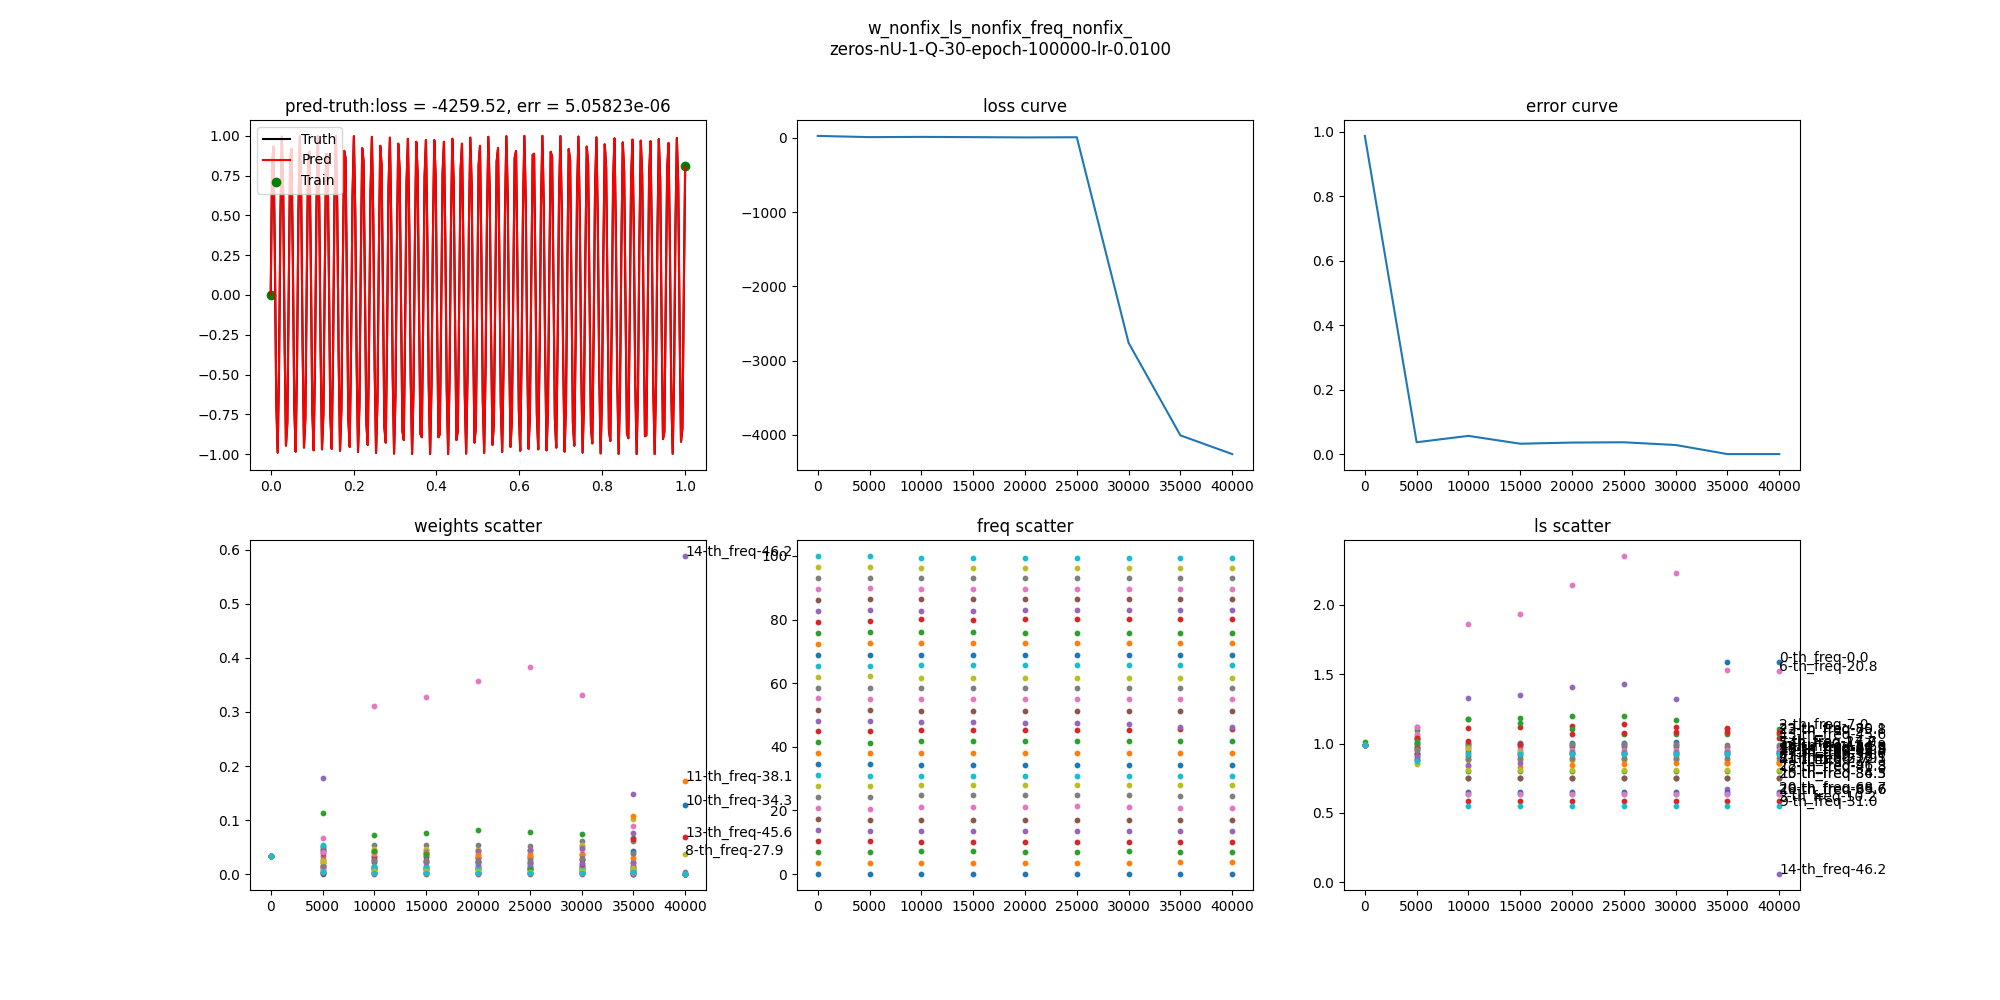 w_nonfix_ls_nonfix_freq_nonfix_
zeros-nU-1-Q-30-epoch-100000-lr-0.0100
pred-truth:loss = -4259.52, err = 5.05823e-06
1.00
0.75
0.50
0.25
0.00
−0.25
−0.50
−0.75
−1.00
Truth
Pred
Train
0.0 0.2 0.4 0.6 0.8 1.0
loss curve
0
−1000
−2000
−3000
−4000
0 5000 10000 15000 20000 25000 30000 35000 40000
error curve
1.0
0.8
0.6
0.4
0.2
0.0
0 5000 10000 15000 20000 25000 30000 35000 40000
weights scatter
0.6
0.5
0.4
0.3
0.2
0.1
0.0
14-th_freq-46.2
11-th_freq-38.1
10-th_freq-34.3
13-th_freq-45.6
8-th_freq-27.9
0 5000 10000 15000 20000 25000 30000 35000 40000
freq scatter
100
80
60
40
20
0
0 5000 10000 15000 20000 25000 30000 35000 40000
ls scatter
2.0
1.5
1.0
0.5
0.0
0-th_freq-0.0
6-th_freq-20.8
2-th_freq-7.0
9-th_freq-31.0
14-th_freq-46.2
0 5000 10000 15000 20000 25000 30000 35000 40000